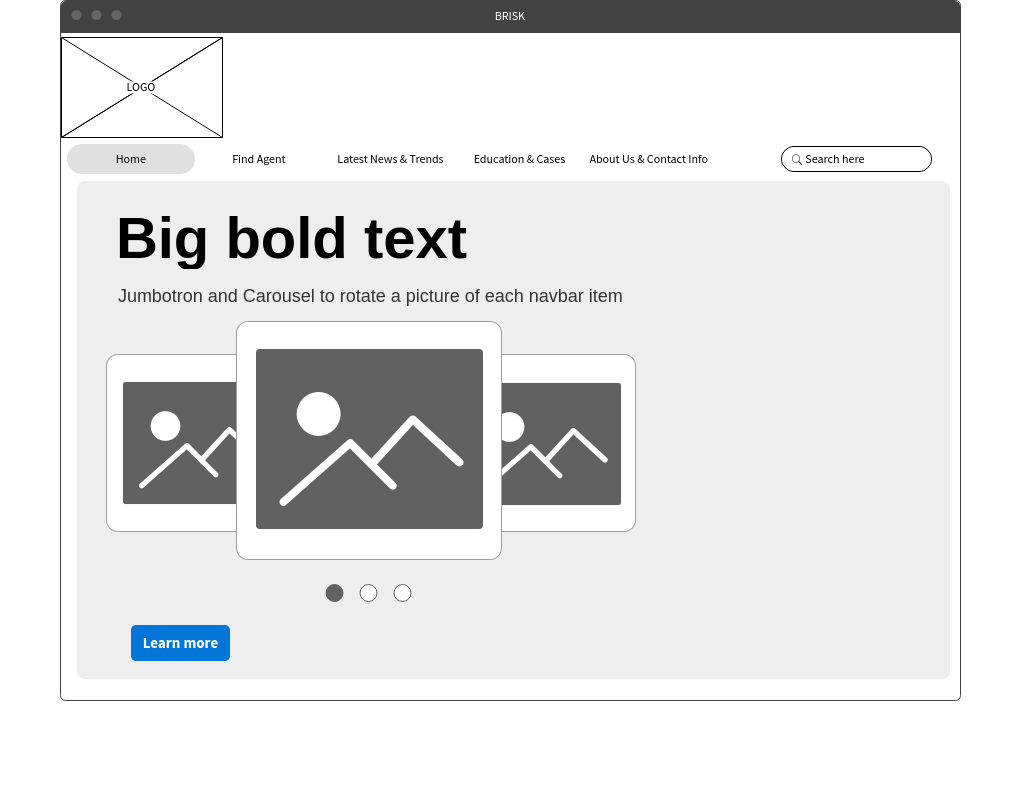 BRISK
LOGO
Home Find Agent Latest News & Trends Education & Cases About Us & Contact Info Search here
Big bold text
Jumbotron and Carousel to rotate a picture of each navbar item
Learn more